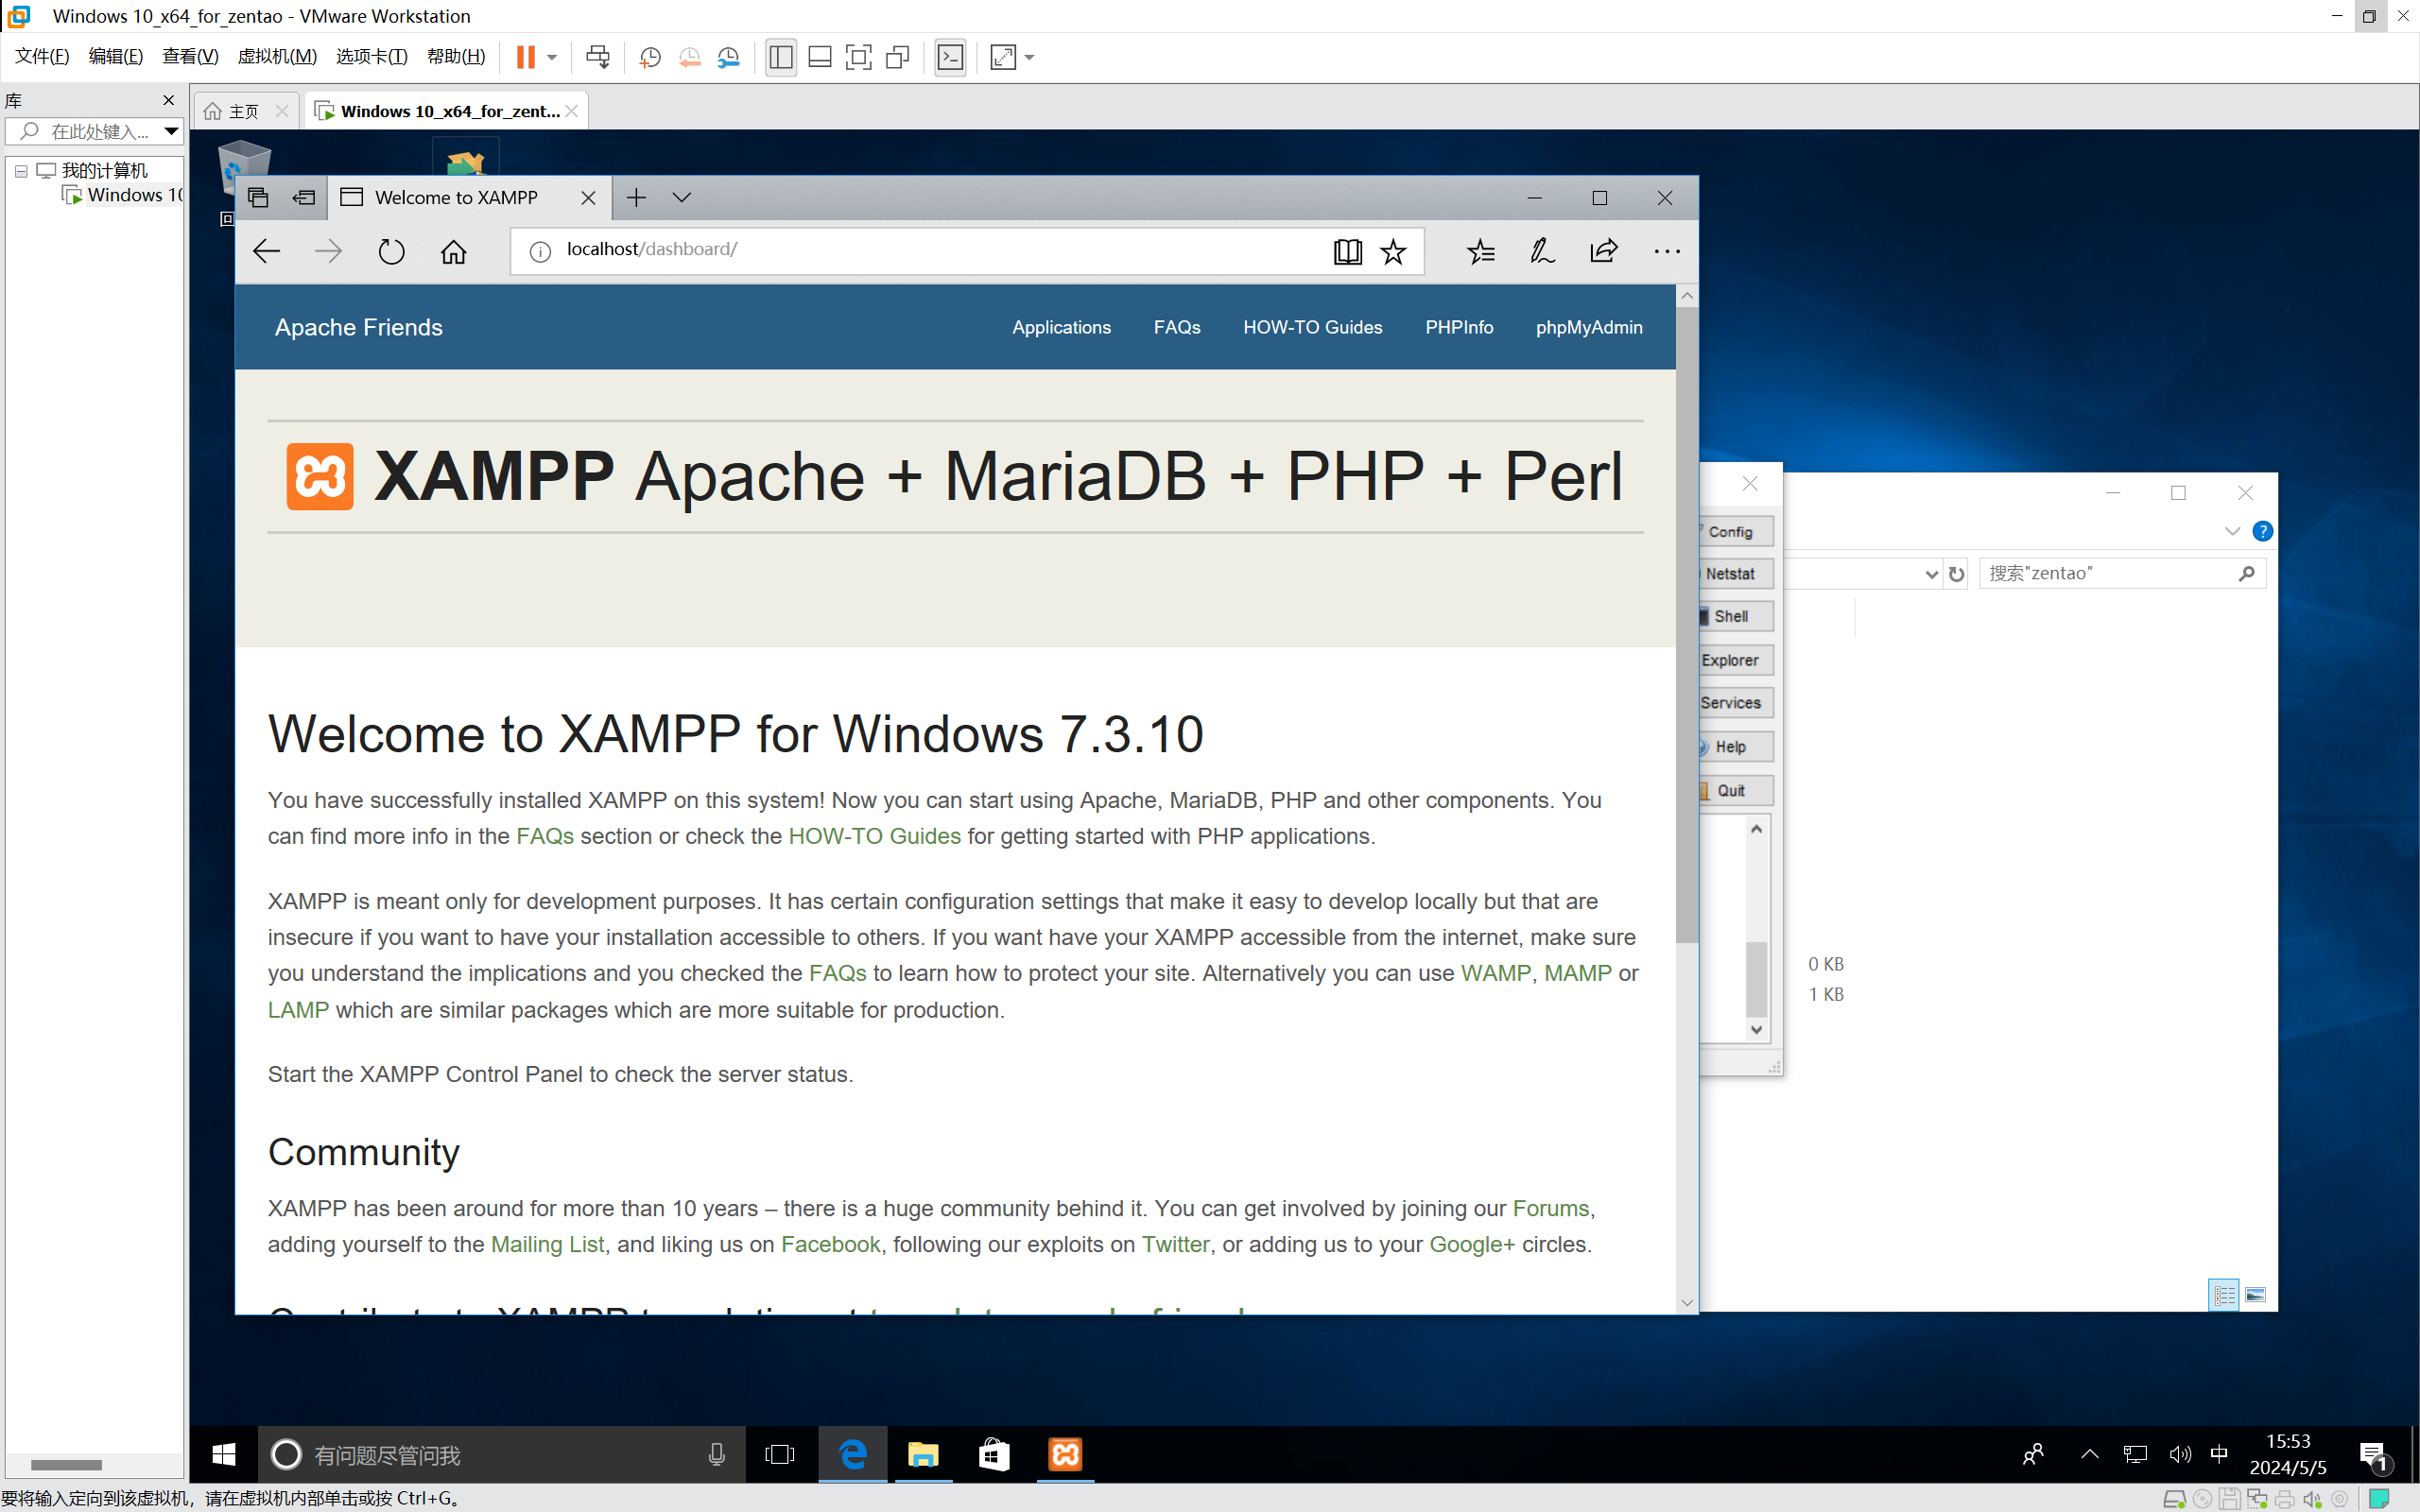 Windows 10_x64_for_zentao - VMware Workstation
文件(F) 编辑(E) 查看(V) 虚拟机(M) 选项卡(T) 帮助(H)
库
在此处键入...
我的计算机
Windows 10
主页
Windows 10_x64_for_zent...
回
Welcome to XAMPP
localhost/dashboard/
Apache Friends
Applications FAQs HOW-TO Guides PHPInfo phpMyAdmin
XAMPP Apache + MariaDB + PHP + Perl
Welcome to XAMPP for Windows 7.3.10
You have successfully installed XAMPP on this system! Now you can start using Apache, MariaDB, PHP and other components. You
can find more info in the FAQs section or check the HOW-TO Guides for getting started with PHP applications.
XAMPP is meant only for development purposes. It has certain configuration settings that make it easy to develop locally but that are
insecure if you want to have your installation accessible to others. If you want have your XAMPP accessible from the internet, make sure
you understand the implications and you checked the FAQs to learn how to protect your site. Alternatively you can use WAMP, MAMP or
LAMP which are similar packages which are more suitable for production.
Start the XAMPP Control Panel to check the server status.
Community
XAMPP has been around for more than 10 years – there is a huge community behind it. You can get involved by joining our Forums,
adding yourself to the Mailing List, and liking us on Facebook, following our exploits on Twitter, or adding us to your Google+ circles.
Config
Netstat
Shell
Explorer
Services
Help
Quit
搜索"zentao"
0 KB
1 KB
有问题尽管问我
中
15:53
2024/5/5
1
要将输入定向到该虚拟机，请在虚拟机内部单击或按 Ctrl+G。